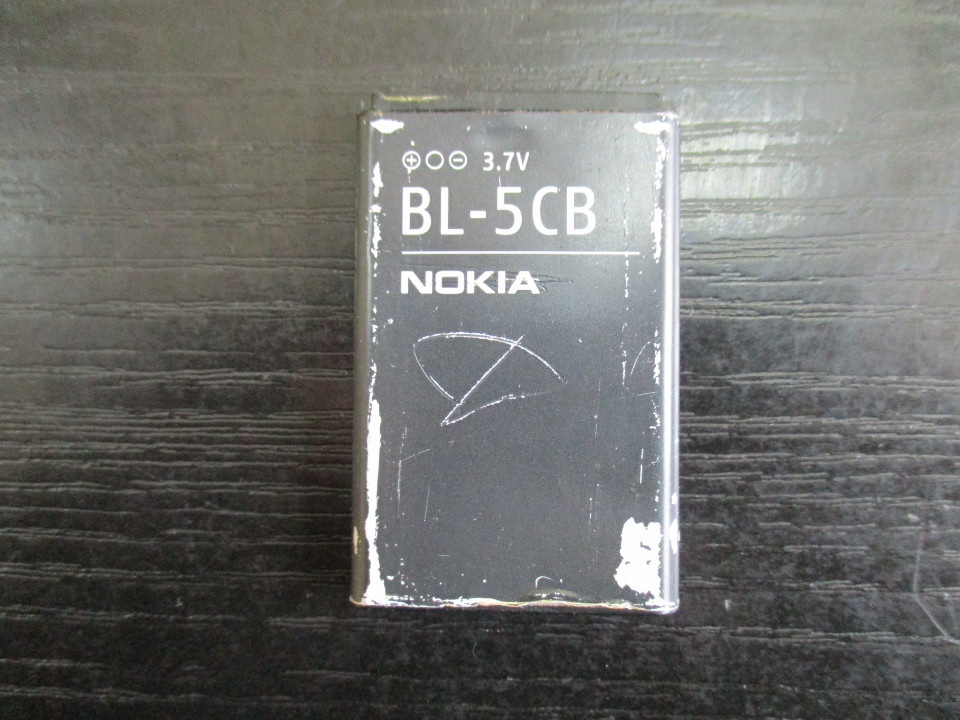 ⊕○⊖ 3.7V
BL-5CB
NOKIA